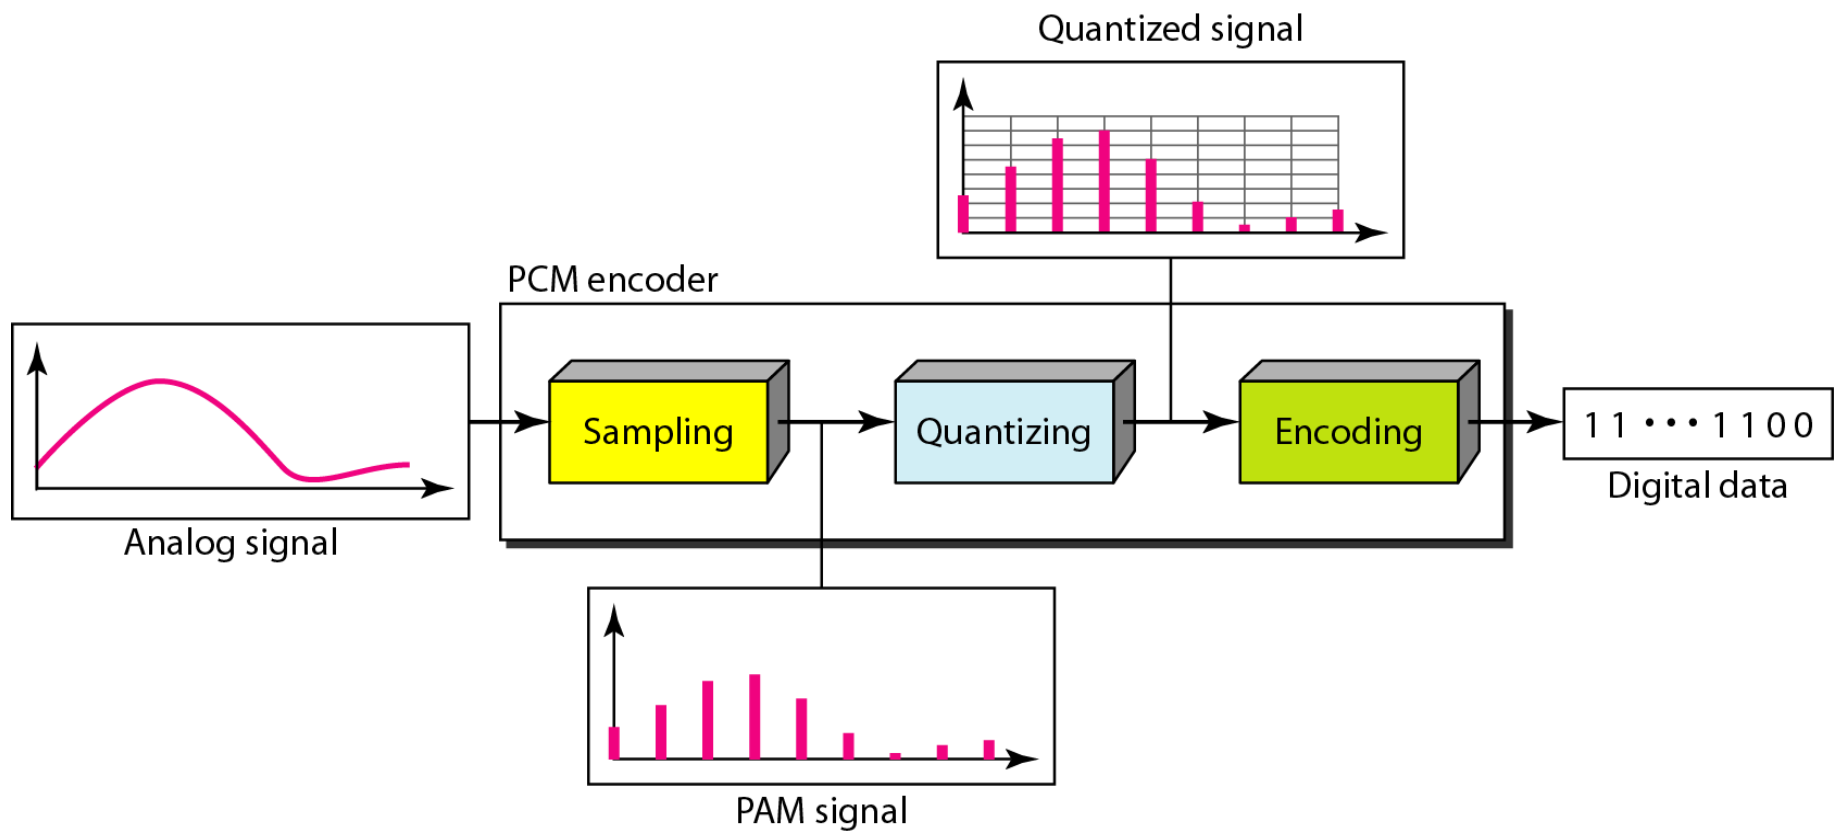 Quantized signal
PCM encoder
Sampling
Quantizing
Encoding
1 1 ••• 1 1 0 0
Digital data
Analog signal
PAM signal